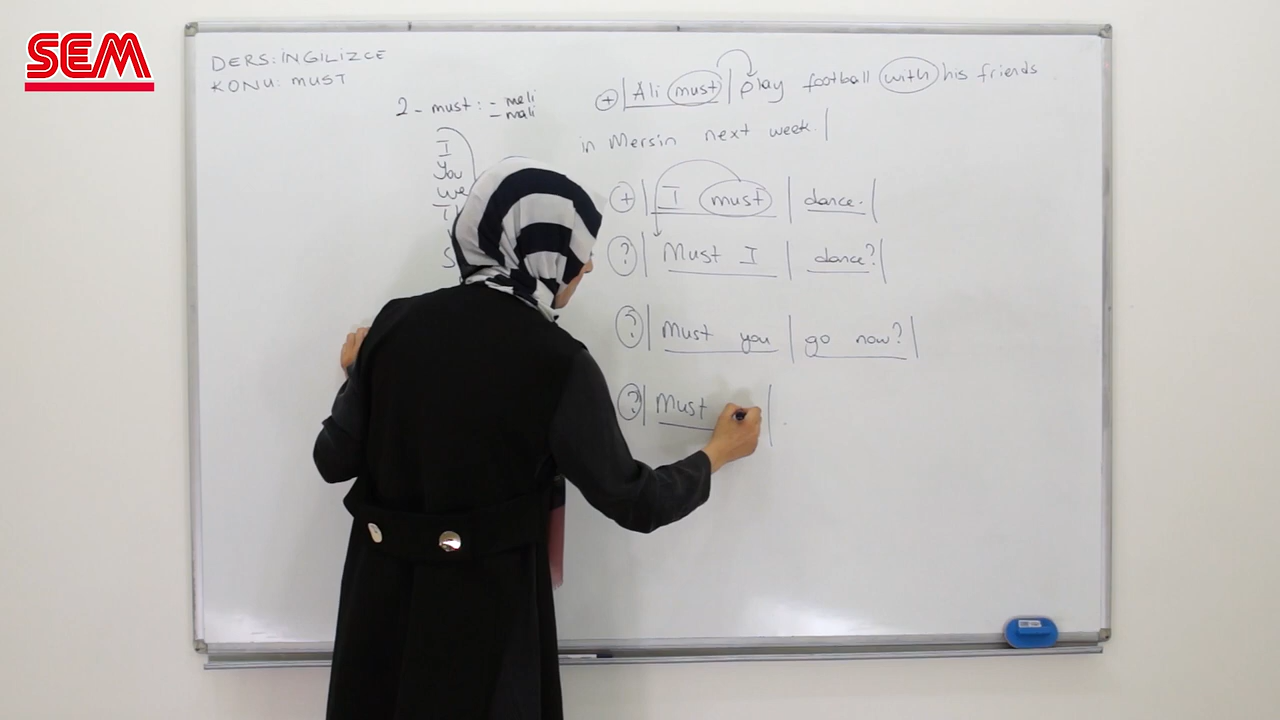 SEM
DERS: İNGİLİZCE
KONU: MUST
2 - must : - meli
- malı
I
You
We
+ Ali must play football with his friends
in Mersin next week.
+ I must dance.
? Must I dance?
? Must you go now?
? Must